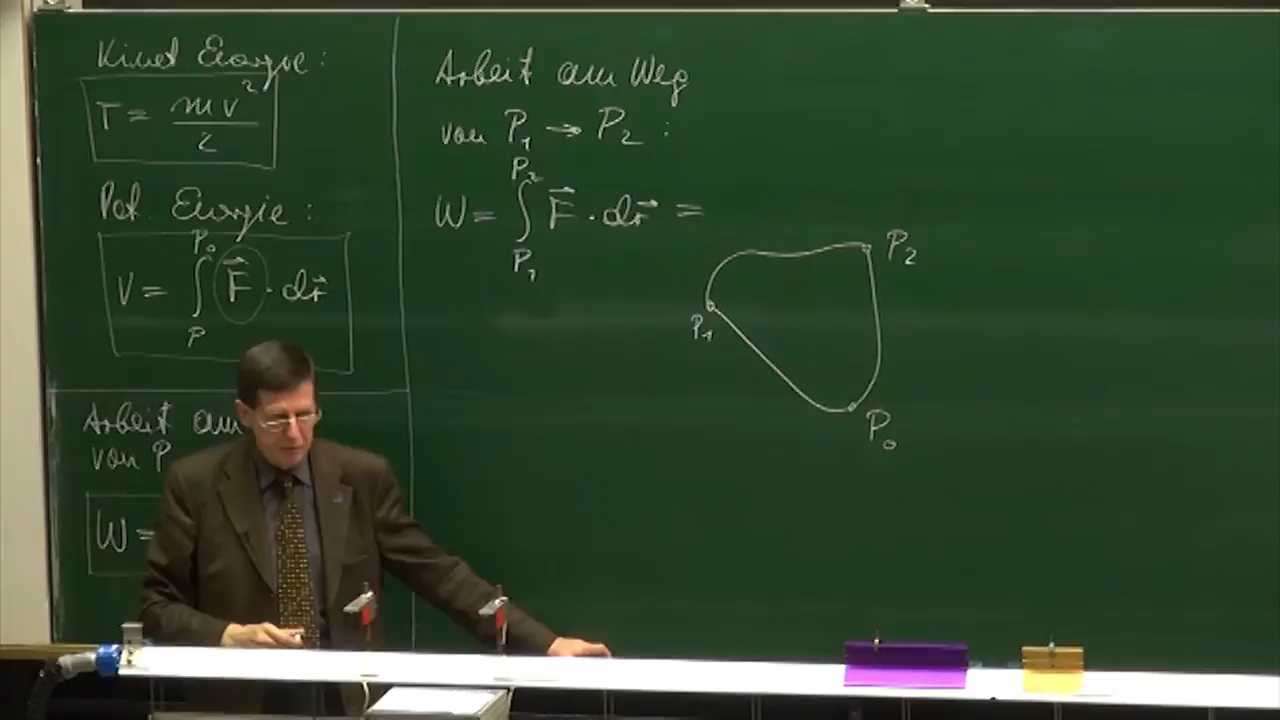 Kinet Energie:
T = mv²/2
Pot. Energie:
V = ∫_P^P₀ F⃗ · dr⃗
Arbeit am
von P
W =
Arbeit am Weg
von P₁ → P₂ :
W = ∫_P₁^P₂ F⃗ · dr⃗ =
P₂
P₁
P₀